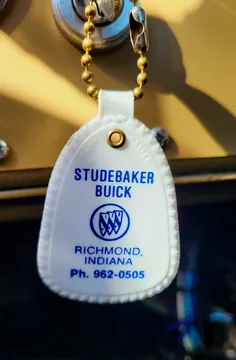 STUDEBAKER
BUICK
RICHMOND,
INDIANA
Ph. 962-0505